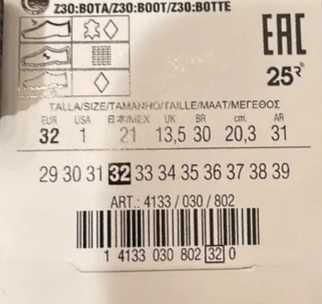 Z30:BOTA/Z30:BOOT/Z30:BOTTE
EAC
25R
TALLA/SIZE/TAMANHO/TAILLE/MAAT/ΜΕΓΕΘΟΣ
EUR USA 日本/MEX UK BR cm. AR
32 1 21 13,5 30 20,3 31
29 30 31 32 33 34 35 36 37 38 39
ART.: 4133 / 030 / 802
1 4133 030 802 32 0